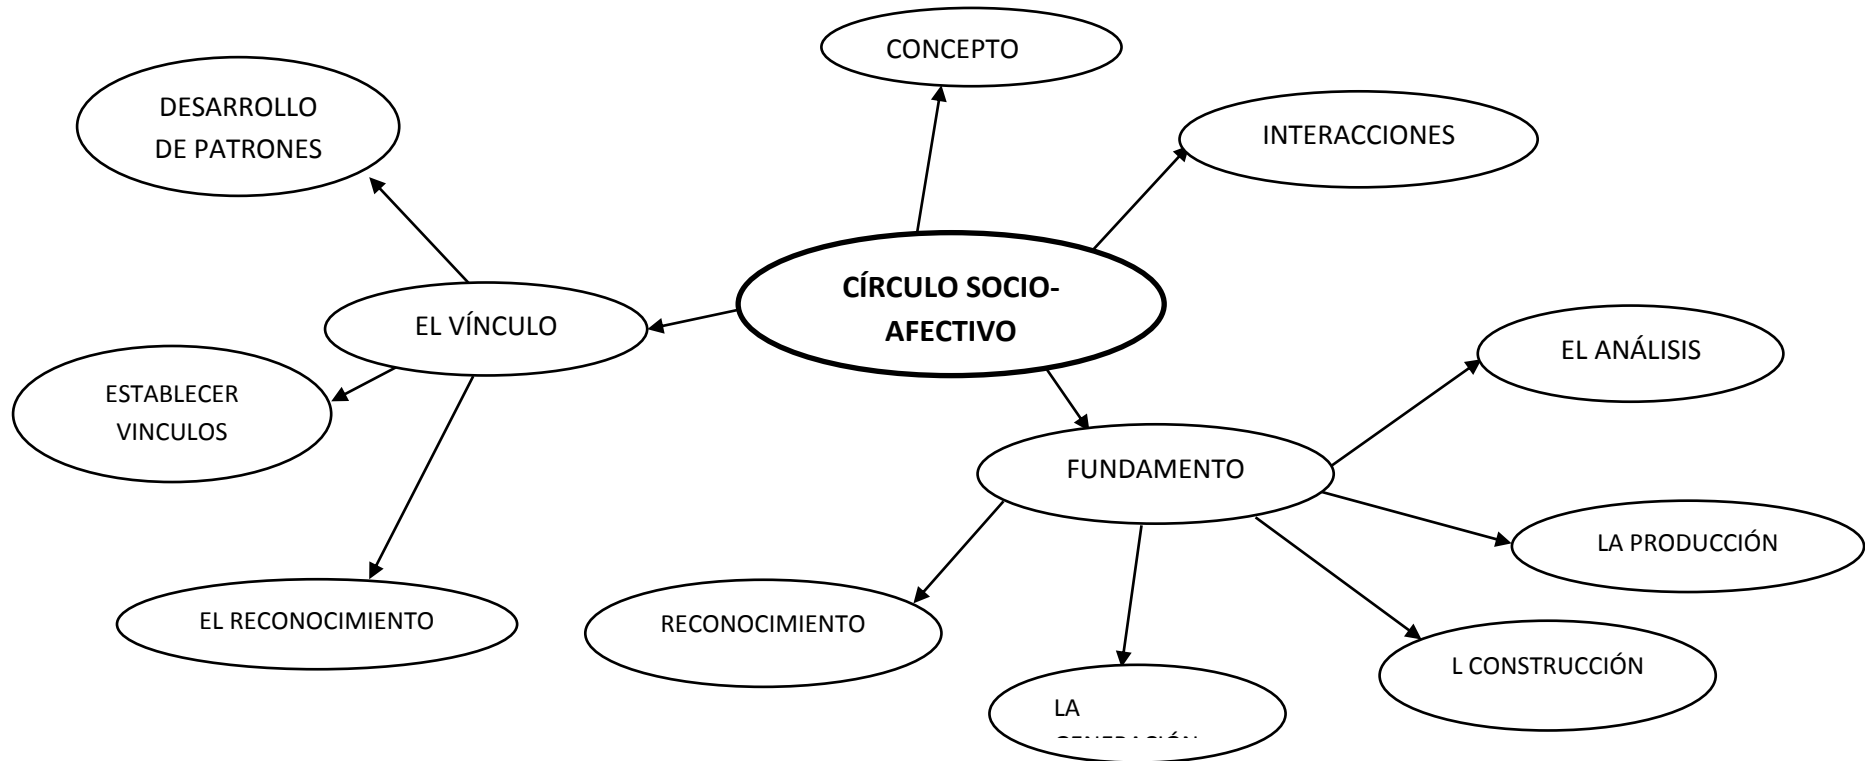 CONCEPTO
DESARROLLO
DE PATRONES
INTERACCIONES
CÍRCULO SOCIO-
AFECTIVO
EL VÍNCULO
EL ANÁLISIS
ESTABLECER
VINCULOS
FUNDAMENTO
LA PRODUCCIÓN
EL RECONOCIMIENTO
RECONOCIMIENTO
L CONSTRUCCIÓN
LA
GENERACIÓN